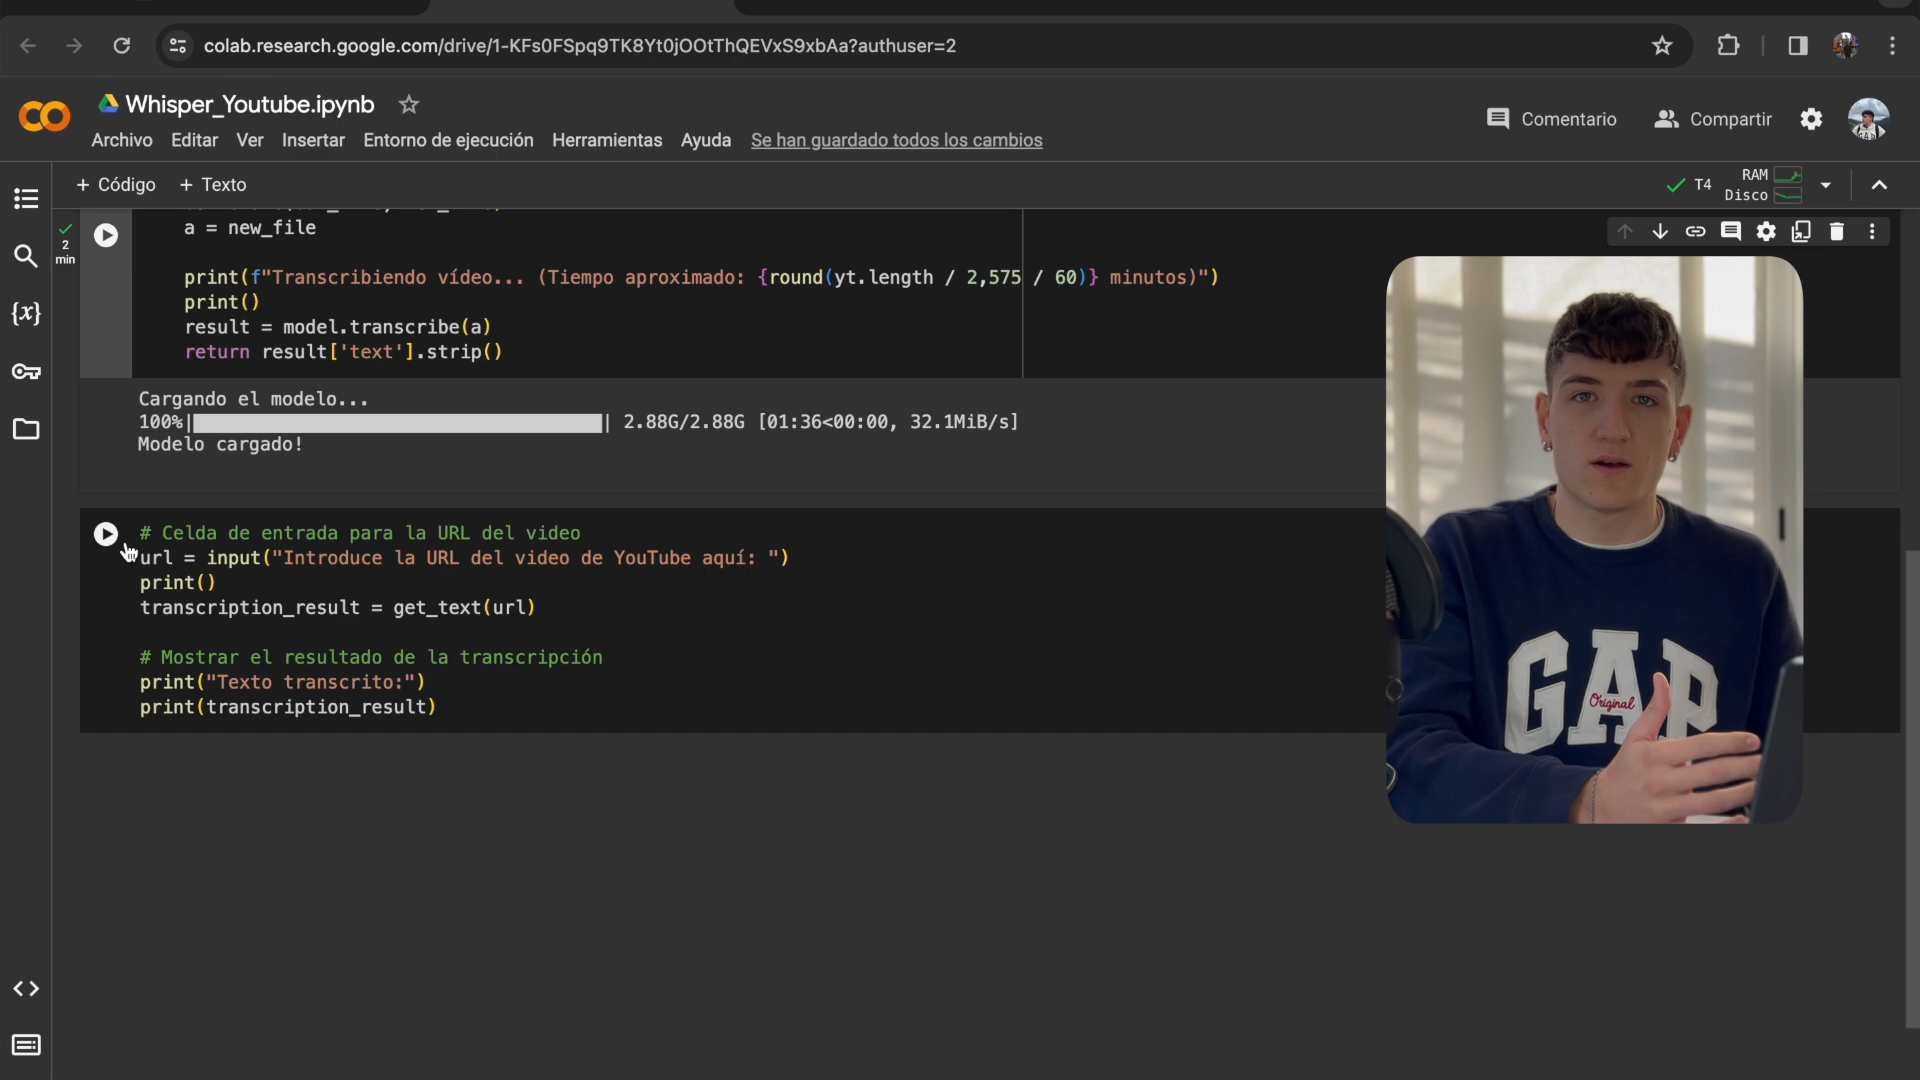 colab.research.google.com/drive/1-KFs0FSpq9TK8Yt0jOOtThQEVxS9xbAa?authuser=2
Whisper_Youtube.ipynb
Archivo Editar Ver Insertar Entorno de ejecución Herramientas Ayuda Se han guardado todos los cambios
Comentario Compartir
+ Código + Texto
T4 RAM Disco
2 min
a = new_file
print(f"Transcribiendo vídeo... (Tiempo aproximado: {round(yt.length / 2,575 / 60)} minutos)")
print()
result = model.transcribe(a)
return result['text'].strip()
Cargando el modelo...
100%| | 2.88G/2.88G [01:36<00:00, 32.1MiB/s]
Modelo cargado!
# Celda de entrada para la URL del video
url = input("Introduce la URL del video de YouTube aquí: ")
print()
transcription_result = get_text(url)
# Mostrar el resultado de la transcripción
print("Texto transcrito:")
print(transcription_result)
GAP
Original